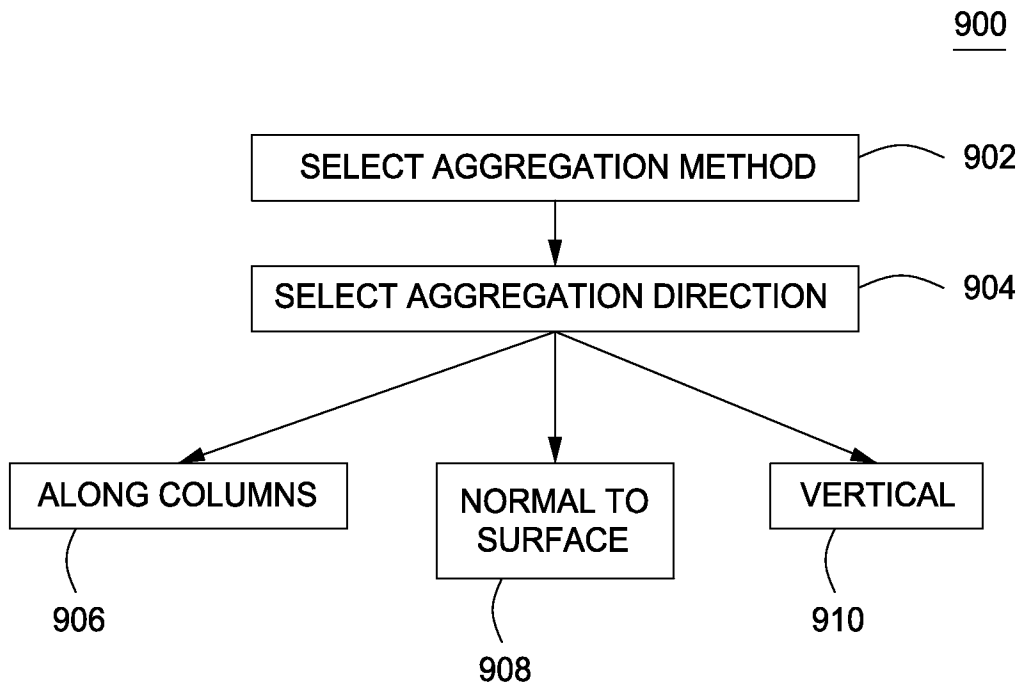 900
SELECT AGGREGATION METHOD
902
SELECT AGGREGATION DIRECTION
904
ALONG COLUMNS
NORMAL TO
SURFACE
VERTICAL
906
908
910